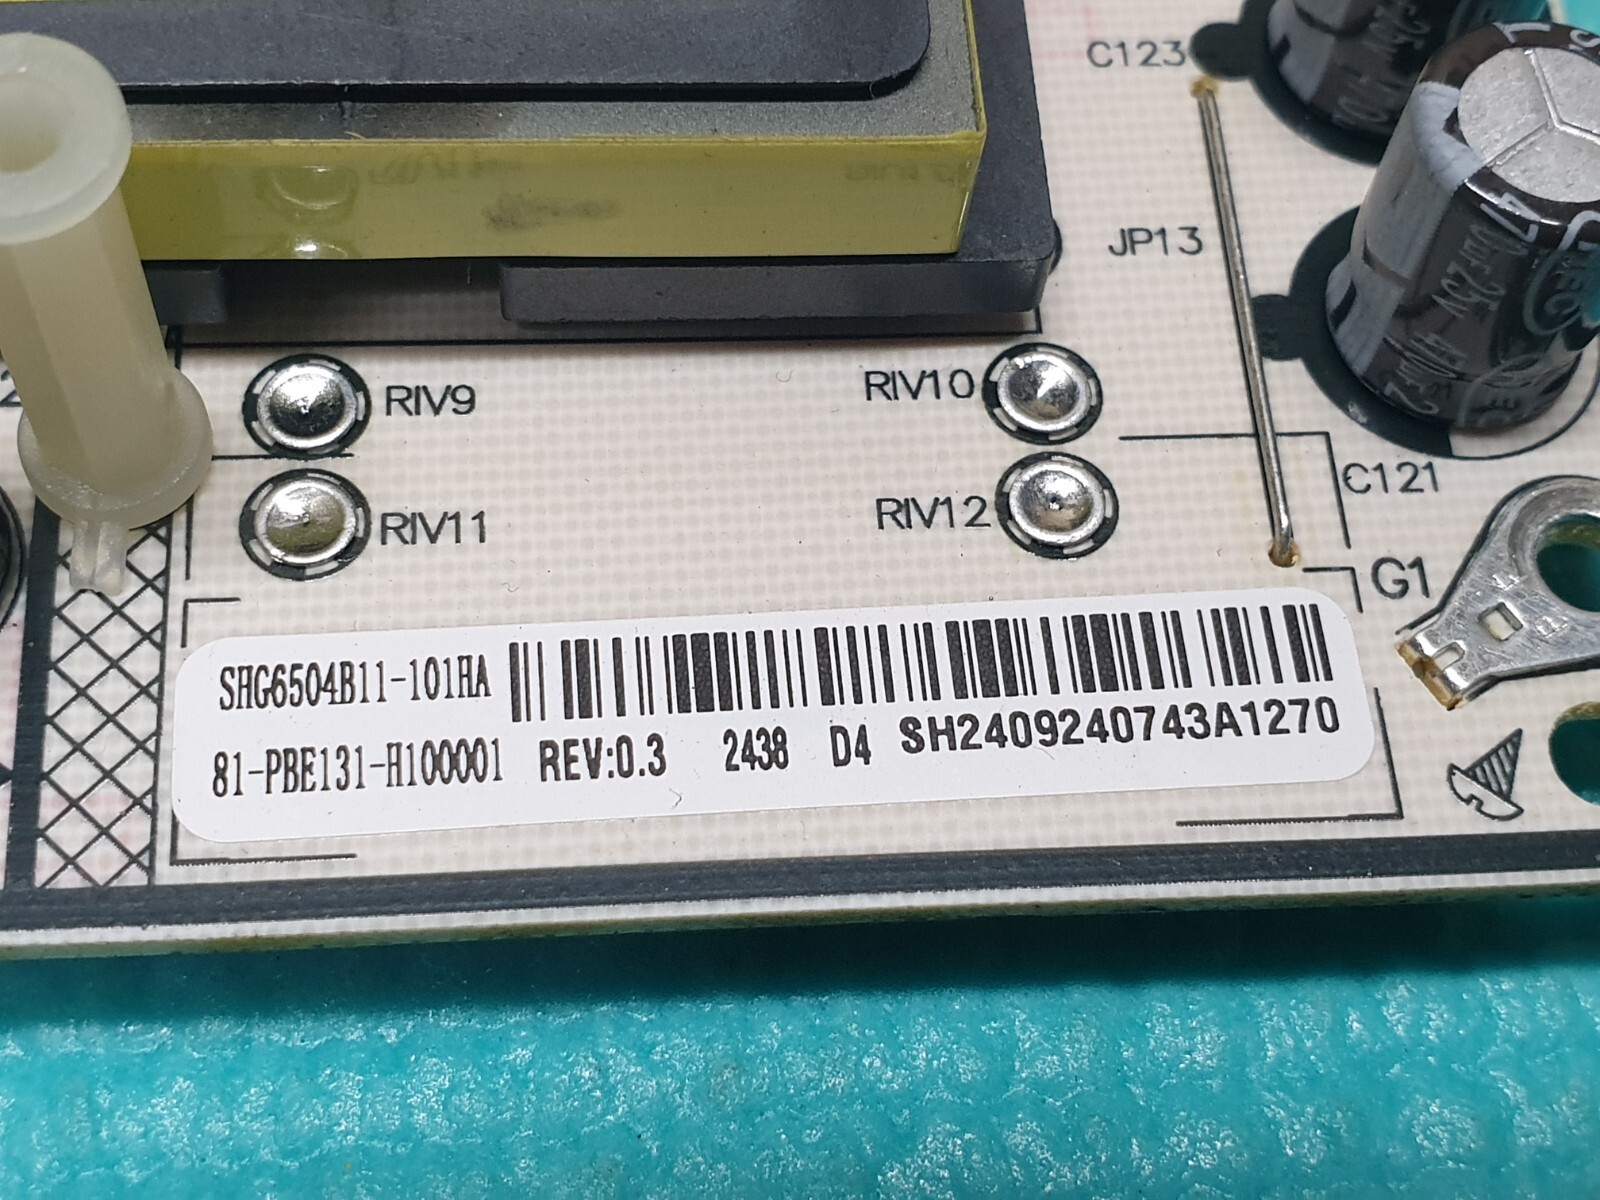 C123
JP13
RIV9
RIV10
RIV11
RIV12
C121
G1
SHG6504B11-101HA
81-PBE131-H100001 REV:0.3 2438 D4 SH2409240743A1270